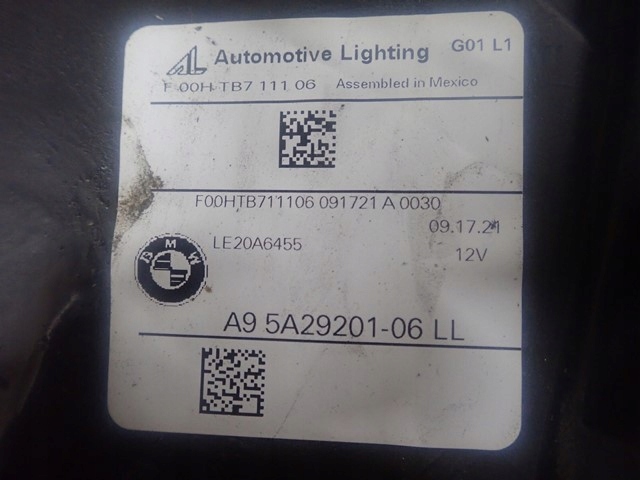 AL Automotive Lighting G01 L1
F 00H TB7 111 06 Assembled in Mexico
F00HTB711106 091721 A 0030
09.17.21
BMW
LE20A6455
12V
A9 5A29201-06 LL